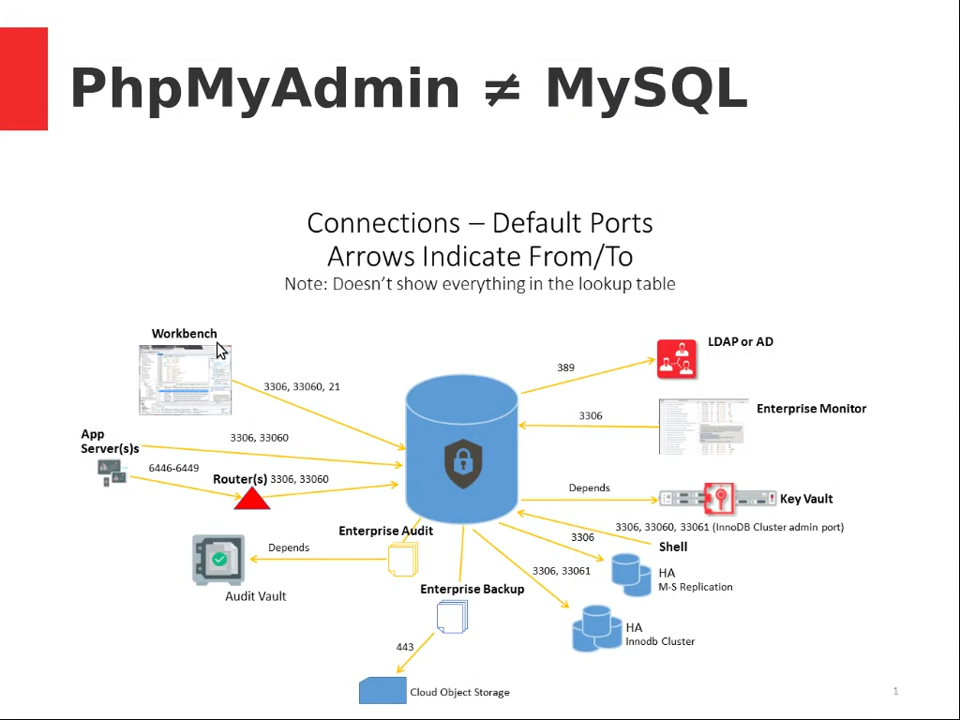 PhpMyAdmin ≠ MySQL
Connections – Default Ports
Arrows Indicate From/To
Note: Doesn't show everything in the lookup table
Workbench
3306, 33060, 21
App
Server(s)s
3306, 33060
6446-6449
Router(s)
3306, 33060
389
LDAP or AD
3306
Enterprise Monitor
Depends
Key Vault
3306, 33060, 33061 (InnoDB Cluster admin port)
Shell
3306
HA
M-S Replication
3306, 33061
HA
Innodb Cluster
Enterprise Audit
Depends
Audit Vault
Enterprise Backup
443
Cloud Object Storage
1